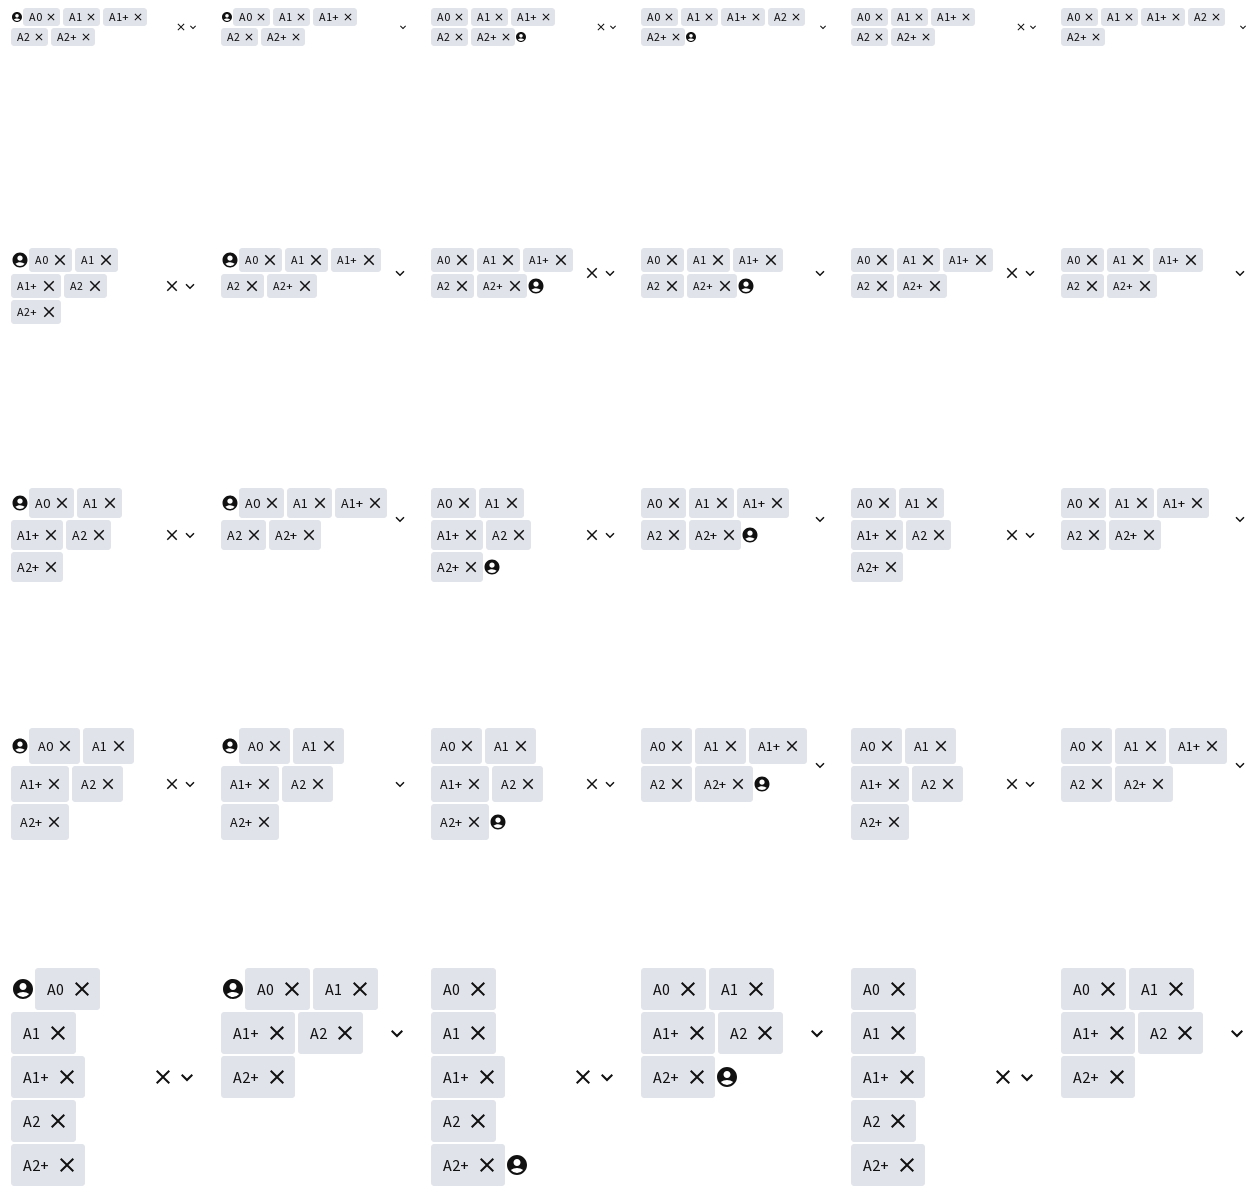 A0 A1 A1+ A0 A1 A1+ A0 A1 A1+ A0 A1 A1+ A2 A0 A1 A1+ A0 A1 A1+ A2
A2 A2+ A2 A2+ A2 A2+ A2+ A2 A2+ A2+
A0 A1 A0 A1 A1+ A0 A1 A1+ A0 A1 A1+ A0 A1 A1+ A0 A1 A1+
A1+ A2 A2 A2+ A2 A2+ A2 A2+ A2 A2+ A2 A2+
A2+
A0 A1 A0 A1 A1+ A0 A1 A0 A1 A1+ A0 A1 A0 A1 A1+
A1+ A2 A2 A2+ A1+ A2 A2 A2+ A1+ A2 A2 A2+
A2+ A2+ A2+
A0 A1 A0 A1 A0 A1 A0 A1 A1+ A0 A1 A0 A1 A1+
A1+ A2 A1+ A2 A1+ A2 A2 A2+ A1+ A2 A2 A2+
A2+ A2+ A2+ A2+
A0 A0 A1 A0 A0 A1 A0 A0 A1
A1 A1+ A2 A1 A1+ A2 A1 A1+ A2
A1+ A2+ A1+ A2+ A1+ A2+
A2 A2 A2
A2+ A2+ A2+